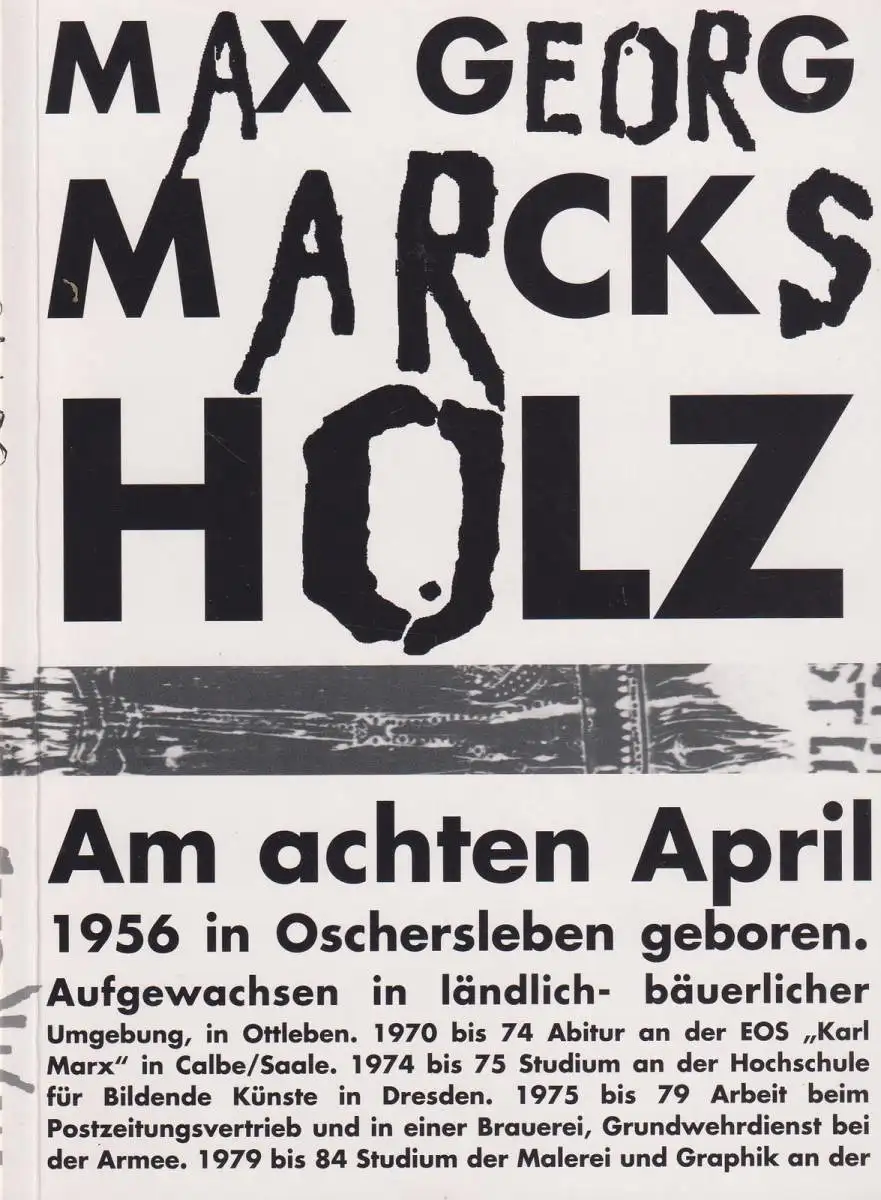 MAX GEORG
MARCKS
HOLZ
Am achten April
1956 in Oschersleben geboren.
Aufgewachsen in ländlich- bäuerlicher
Umgebung, in Ottleben. 1970 bis 74 Abitur an der EOS „Karl
Marx“ in Calbe/Saale. 1974 bis 75 Studium an der Hochschule
für Bildende Künste in Dresden. 1975 bis 79 Arbeit beim
Postzeitungsvertrieb und in einer Brauerei, Grundwehrdienst bei
der Armee. 1979 bis 84 Studium der Malerei und Graphik an der